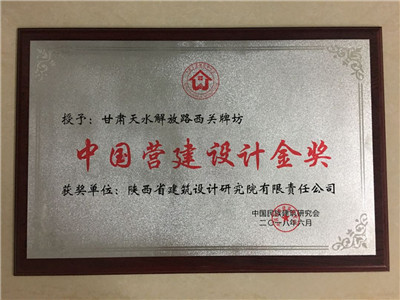 授予：甘肃天水解放路西关牌坊
中国营建设计金奖
获奖单位：陕西省建筑设计研究院有限责任公司
中国民族建筑研究会
二〇一八年六月